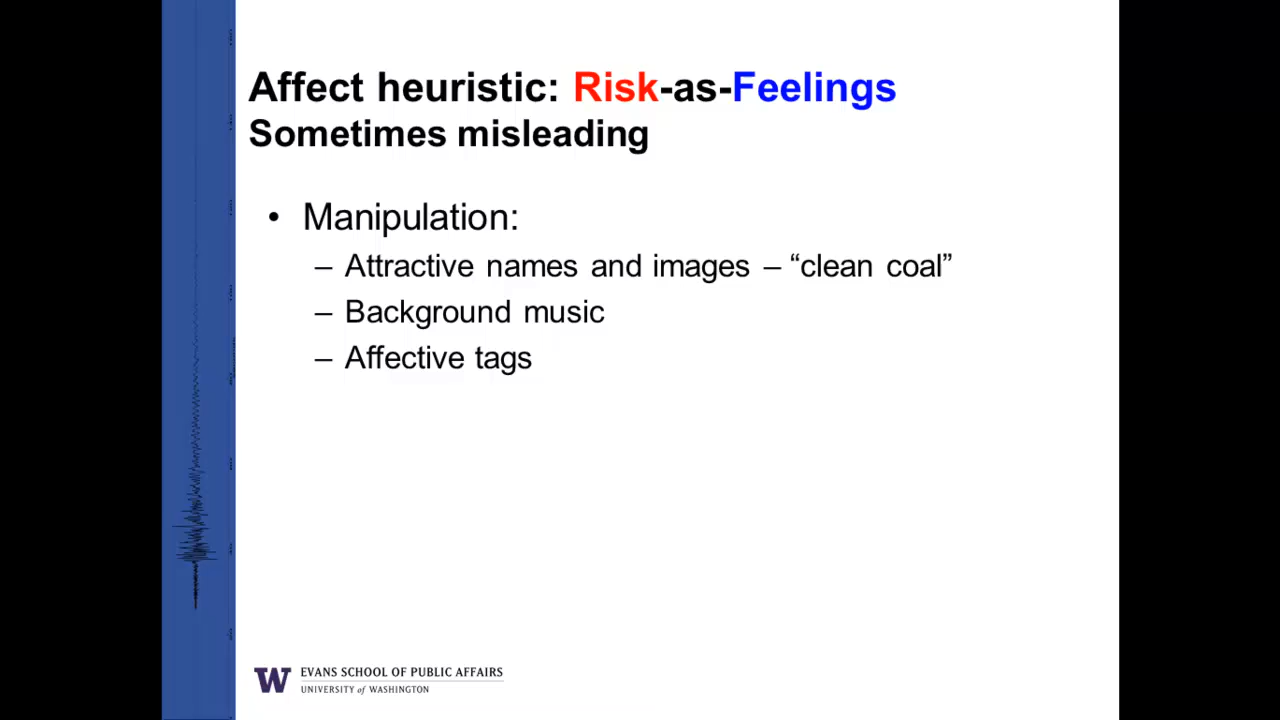 Affect heuristic: Risk-as-Feelings
Sometimes misleading
• Manipulation:
– Attractive names and images – “clean coal”
– Background music
– Affective tags
W EVANS SCHOOL OF PUBLIC AFFAIRS
UNIVERSITY of WASHINGTON